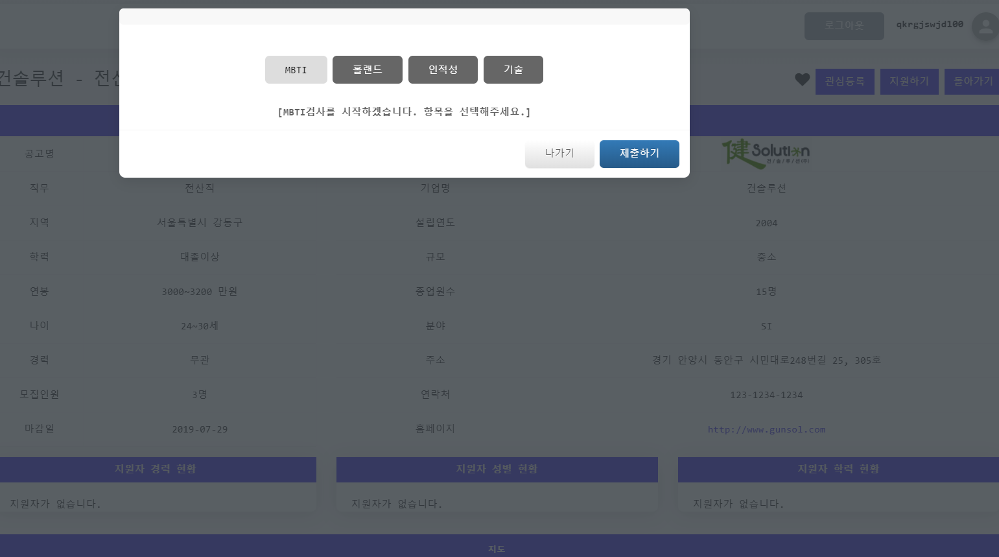 로그아웃 qkrgjswjd100
MBTI 홀랜드 인적성 기술
건솔루션 - 전산
관심등록 지원하기 돌아가기
[MBTI검사를 시작하겠습니다. 항목을 선택해주세요.]
나가기 제출하기
공고명 健 Solution
건/솔/루/션(주)
직무 전산직 기업명 건솔루션
지역 서울특별시 강동구 설립연도 2004
학력 대졸이상 규모 중소
연봉 3000~3200 만원 종업원수 15명
나이 24~30세 분야 SI
경력 무관 주소 경기 안양시 동안구 시민대로248번길 25, 305호
모집인원 3명 연락처 123-1234-1234
마감일 2019-07-29 홈페이지 http://www.gunsol.com
지원자 경력 현황 지원자 성별 현황 지원자 학력 현황
지원자가 없습니다. 지원자가 없습니다. 지원자가 없습니다.
지도